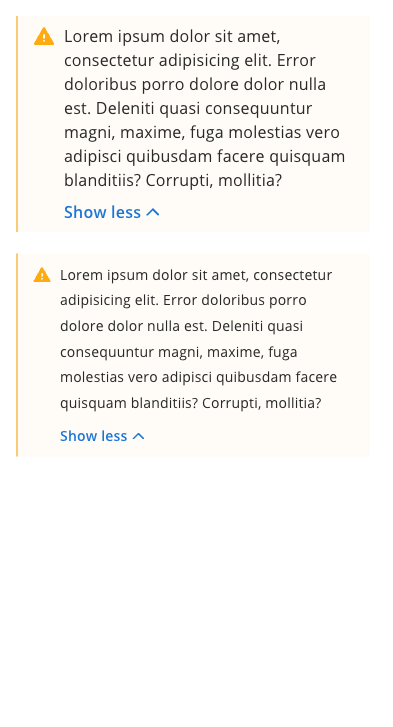 Lorem ipsum dolor sit amet,
consectetur adipisicing elit. Error
doloribus porro dolore dolor nulla
est. Deleniti quasi consequuntur
magni, maxime, fuga molestias vero
adipisci quibusdam facere quisquam
blanditiis? Corrupti, mollitia?
Show less
Lorem ipsum dolor sit amet, consectetur
adipisicing elit. Error doloribus porro
dolore dolor nulla est. Deleniti quasi
consequuntur magni, maxime, fuga
molestias vero adipisci quibusdam facere
quisquam blanditiis? Corrupti, mollitia?
Show less